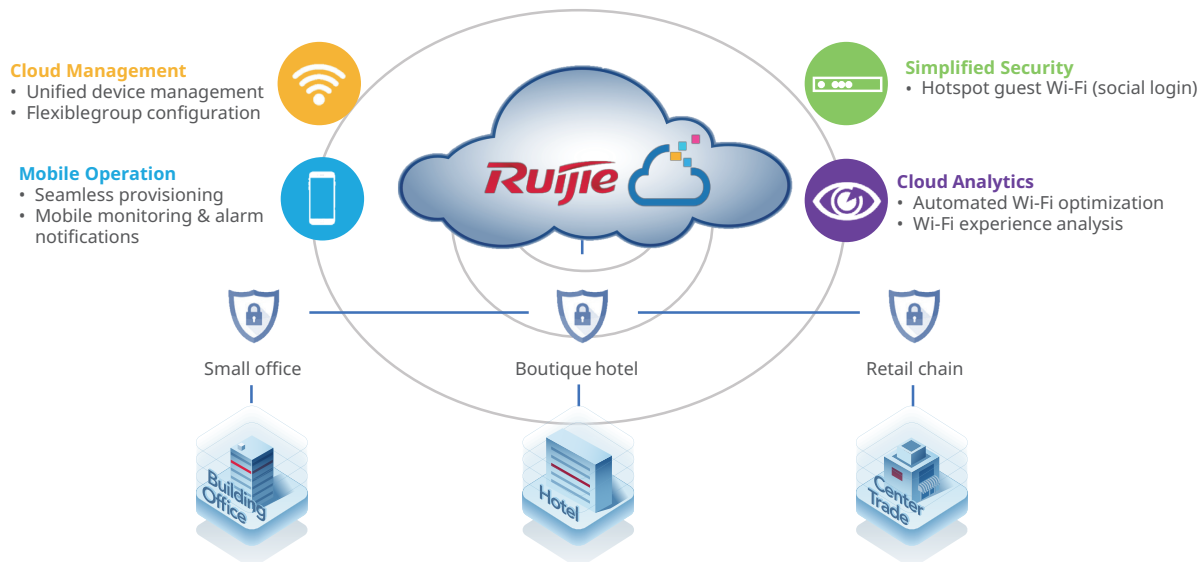 Cloud Management
• Unified device management
• Flexiblegroup configuration
Mobile Operation
• Seamless provisioning
• Mobile monitoring & alarm
notifications
Ruijie
Simplified Security
• Hotspot guest Wi-Fi (social login)
Cloud Analytics
• Automated Wi-Fi optimization
• Wi-Fi experience analysis
Small office
Boutique hotel
Retail chain
Building
Office
Hotel
Center
Trade